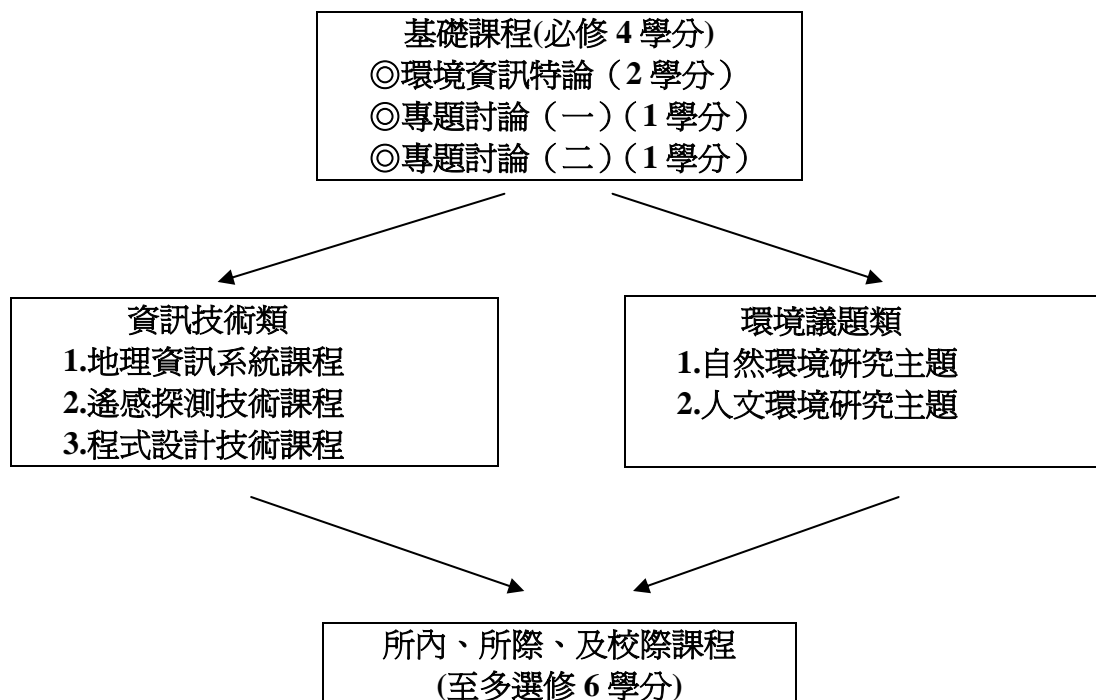 基礎課程(必修 4 學分)
◎環境資訊特論（2 學分）
◎專題討論（一）（1 學分）
◎專題討論（二）（1 學分）
資訊技術類
1.地理資訊系統課程
2.遙感探測技術課程
3.程式設計技術課程
環境議題類
1.自然環境研究主題
2.人文環境研究主題
所內、所際、及校際課程
(至多選修 6 學分)